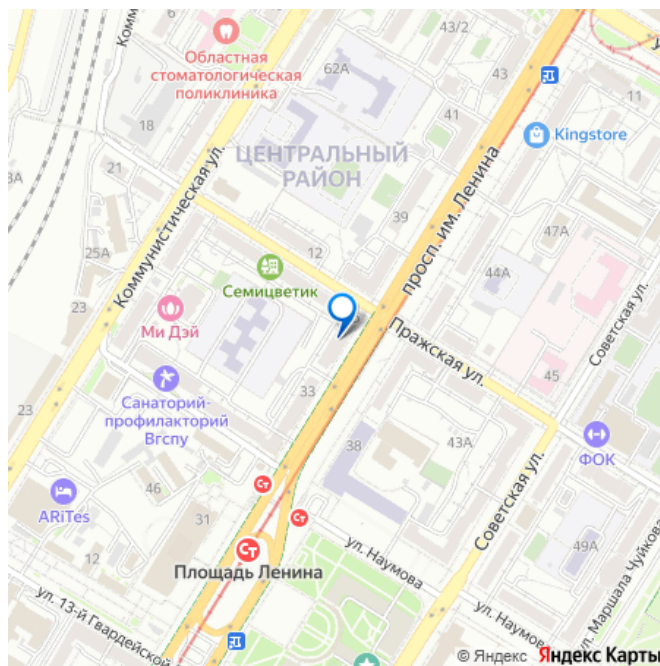 Комму
43/2
Областная
стоматологическая
поликлиника
62А
43
11
18
41
Kingstore
ЦЕНТРАЛЬНЫЙ
РАЙОН
21
3А
Коммунистическая ул.
39
просп. им. Ленина
47А
25А
12
44А
Семицветик
Советская ул.
23
Ми Дэй
Пражская ул.
45
33
Санаторий-
профилакторий
Вгспу
23
38
43А
ФОК
46
ARiTes
31
Советская ул.
12
49А
ул. Наумова
Площадь Ленина
ул. Маршала Чуйкова
ул. 13-й Гвардейской
ул. Наумова
© Яндекс Яндекс Карты